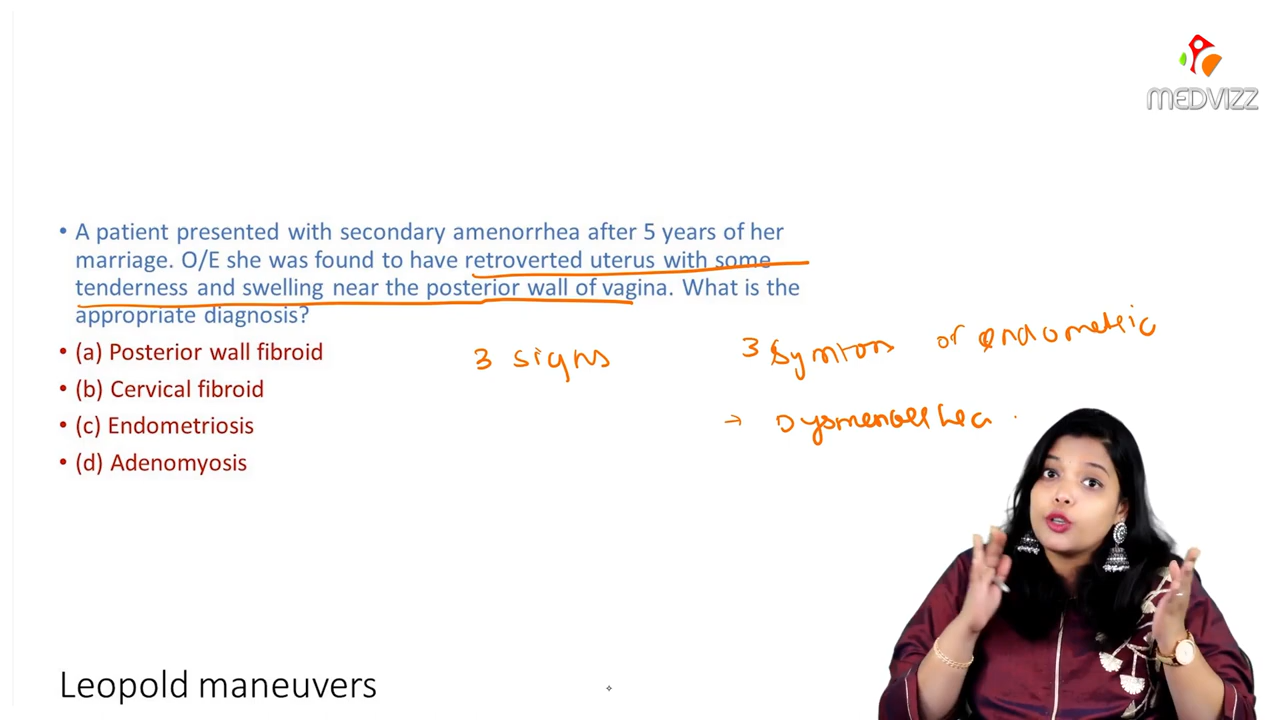 MEDVIZZ
• A patient presented with secondary amenorrhea after 5 years of her
marriage. O/E she was found to have retroverted uterus with some
tenderness and swelling near the posterior wall of vagina. What is the
appropriate diagnosis?
• (a) Posterior wall fibroid
• (b) Cervical fibroid
• (c) Endometriosis
• (d) Adenomyosis
3 signs
3 of
→ Dysmenorrhea
Leopold maneuvers